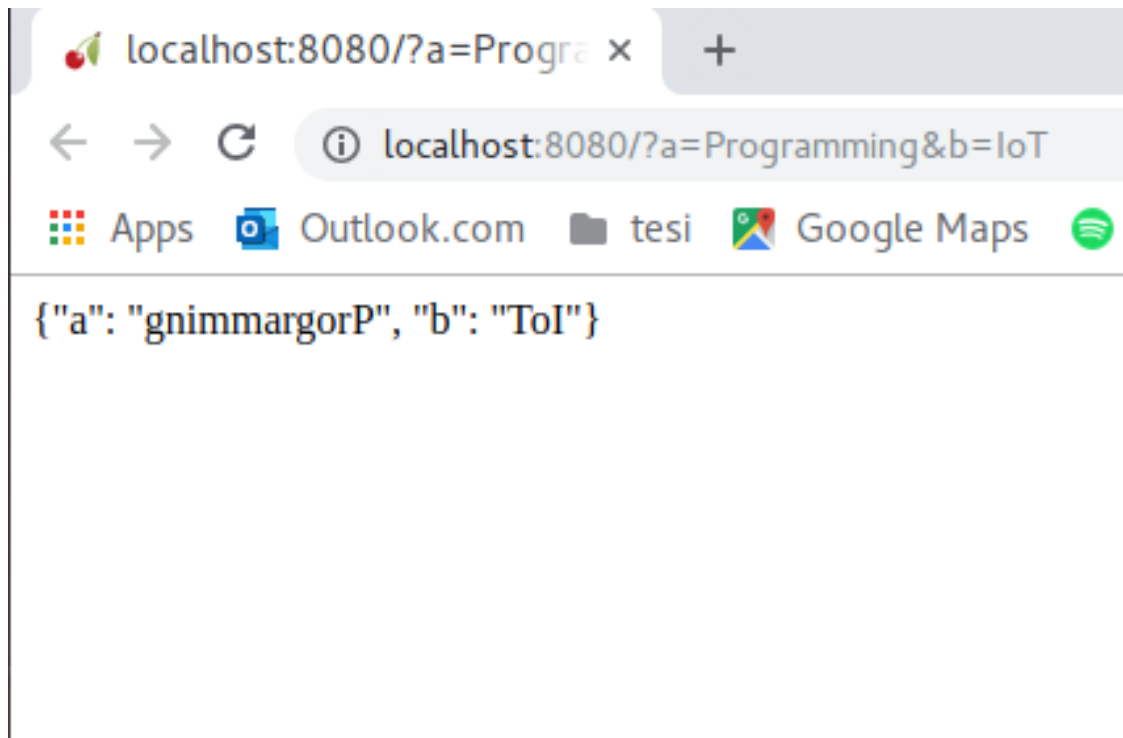 localhost:8080/?a=Progra
localhost:8080/?a=Programming&b=IoT
Apps Outlook.com tesi Google Maps
{"a": "gnimmargorP", "b": "ToI"}